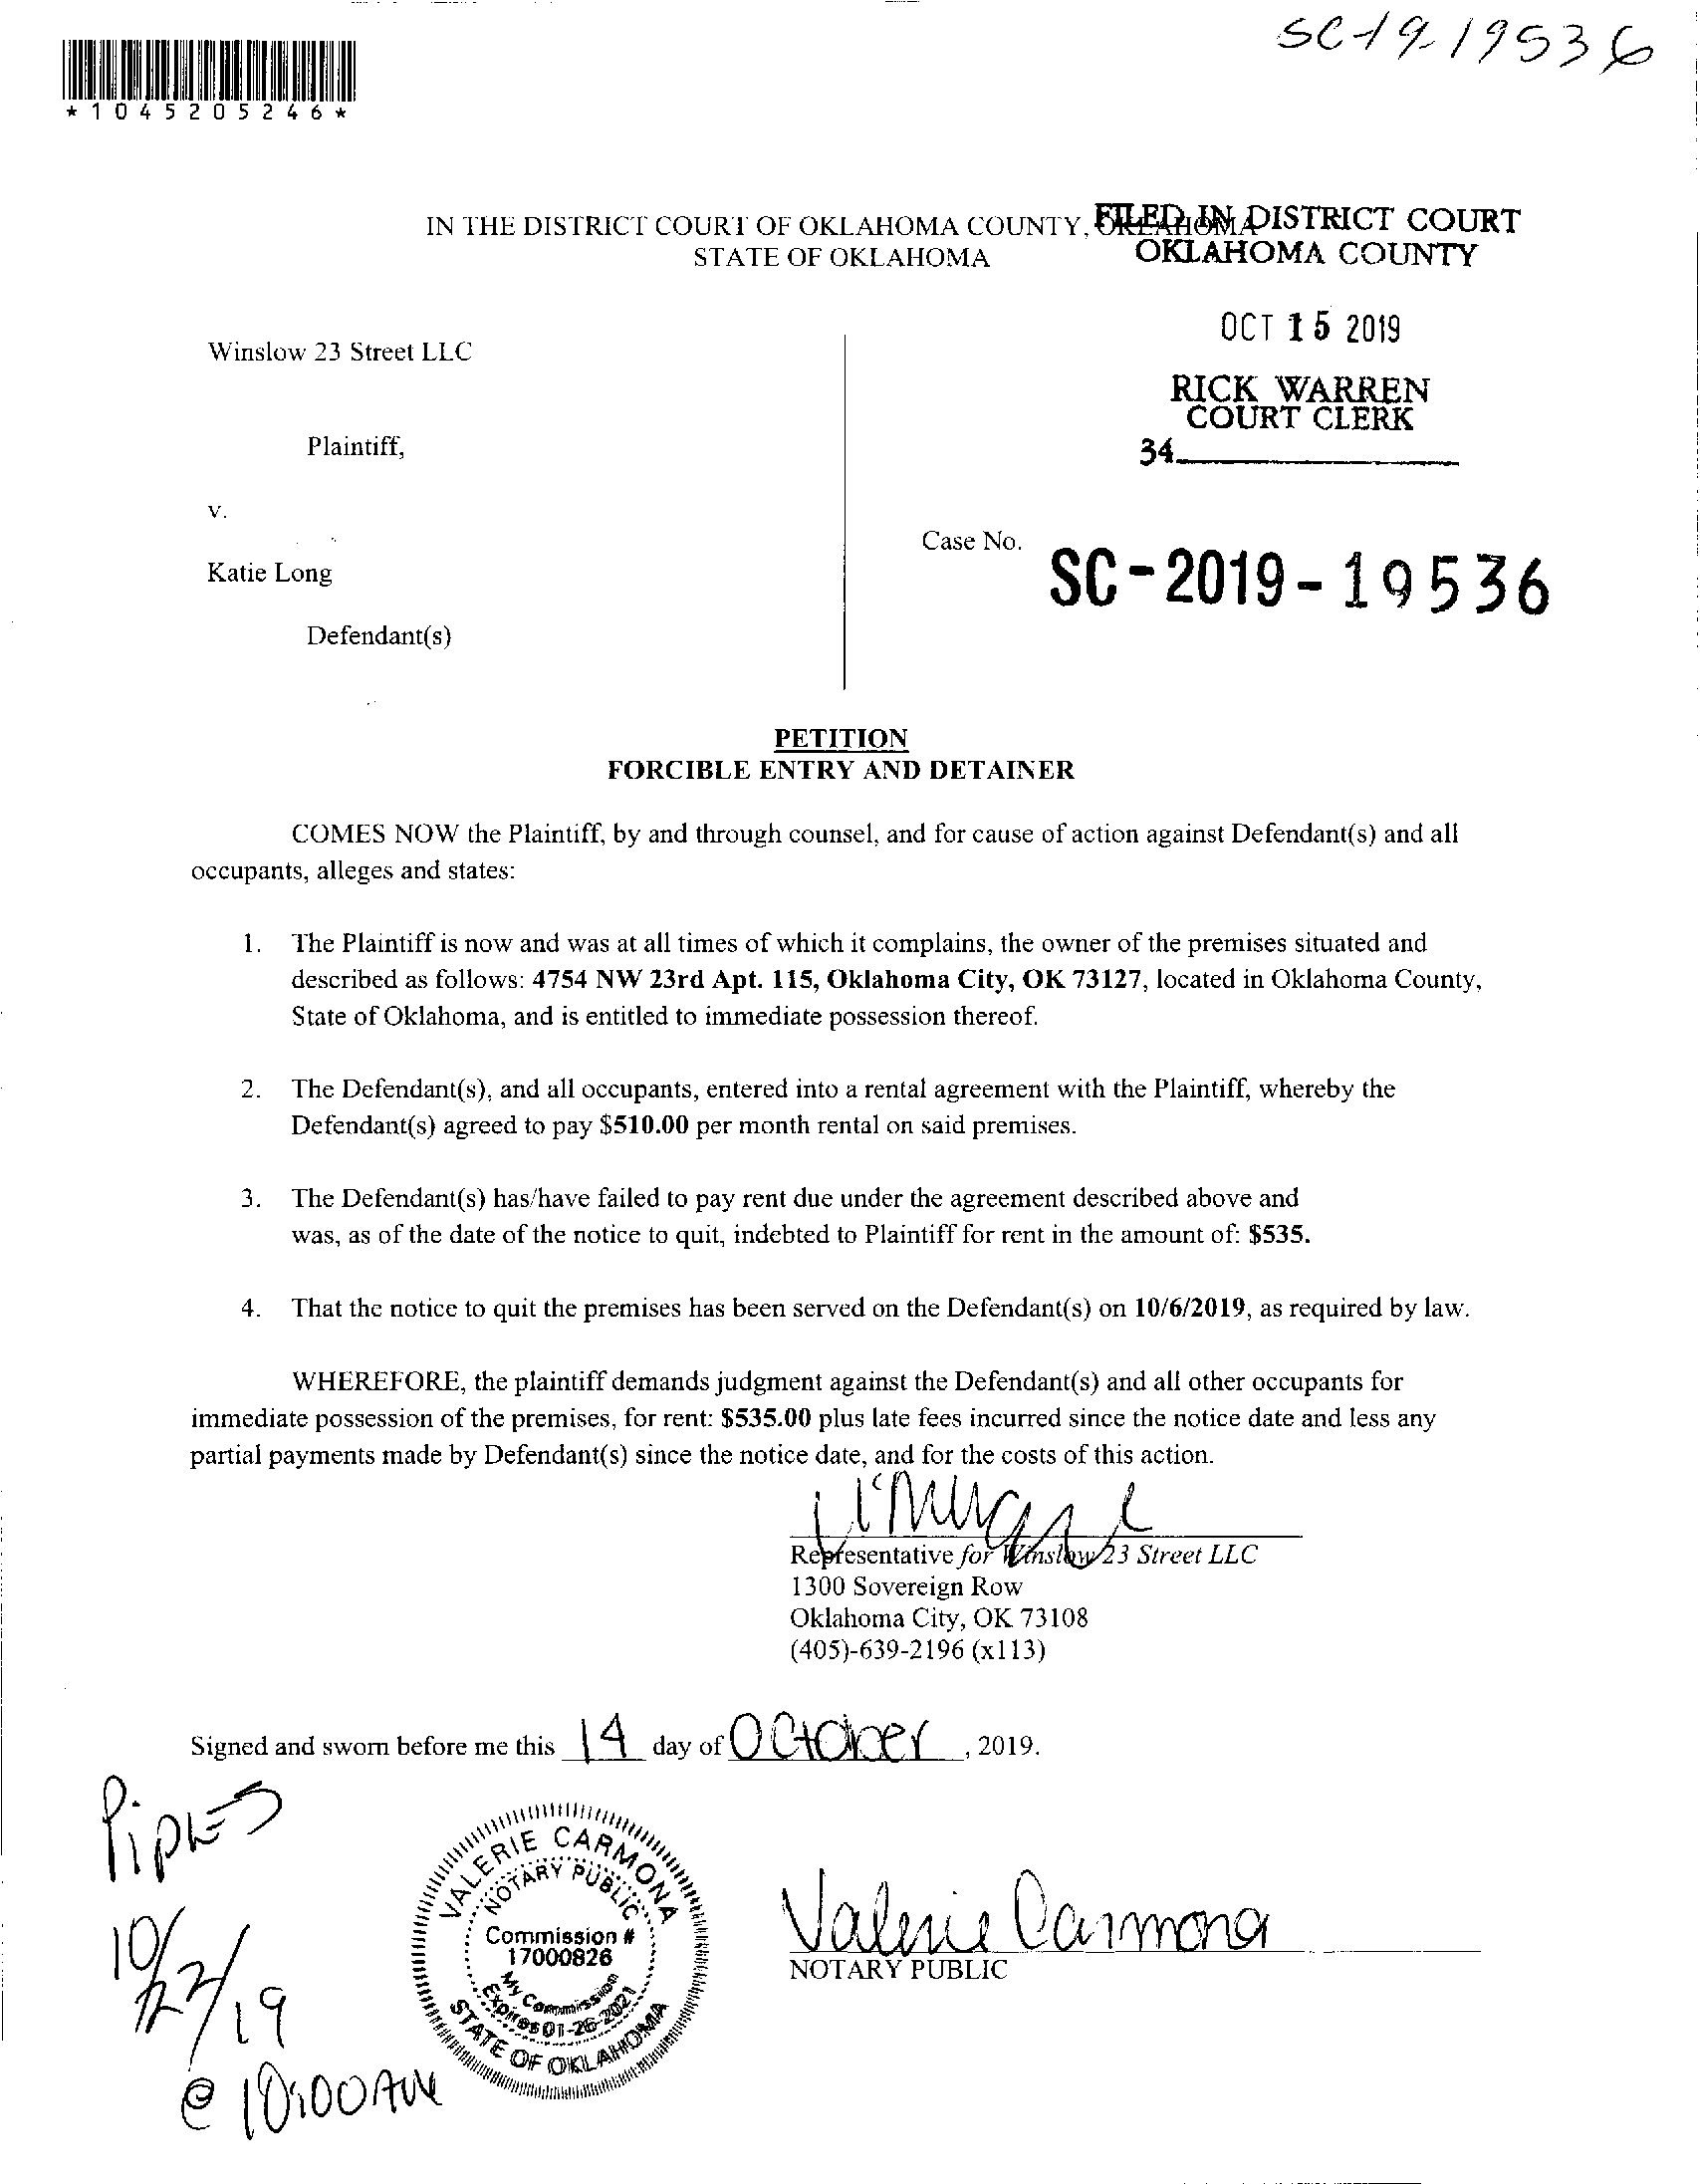 SC-19-19536
*1045205246*
IN THE DISTRICT COURT OF OKLAHOMA COUNTY, OKLAHOMA
STATE OF OKLAHOMA
FILED IN DISTRICT COURT
OKLAHOMA COUNTY
OCT 15 2019
RICK WARREN
COURT CLERK
34
Winslow 23 Street LLC
Plaintiff,
v.
Case No.
SC-2019-19536
Katie Long
Defendant(s)
PETITION
FORCIBLE ENTRY AND DETAINER
COMES NOW the Plaintiff, by and through counsel, and for cause of action against Defendant(s) and all
occupants, alleges and states:
1. The Plaintiff is now and was at all times of which it complains, the owner of the premises situated and
described as follows: 4754 NW 23rd Apt. 115, Oklahoma City, OK 73127, located in Oklahoma County,
State of Oklahoma, and is entitled to immediate possession thereof.
2. The Defendant(s), and all occupants, entered into a rental agreement with the Plaintiff, whereby the
Defendant(s) agreed to pay $510.00 per month rental on said premises.
3. The Defendant(s) has/have failed to pay rent due under the agreement described above and
was, as of the date of the notice to quit, indebted to Plaintiff for rent in the amount of: $535.
4. That the notice to quit the premises has been served on the Defendant(s) on 10/6/2019, as required by law.
WHEREFORE, the plaintiff demands judgment against the Defendant(s) and all other occupants for
immediate possession of the premises, for rent: $535.00 plus late fees incurred since the notice date and less any
partial payments made by Defendant(s) since the notice date, and for the costs of this action.
Representative for Winslow 23 Street LLC
1300 Sovereign Row
Oklahoma City, OK 73108
(405)-639-2196 (x113)
Signed and sworn before me this 14 day of October, 2019.
10/22/19
@ 10:00 AM
VALERIE CARMONA
NOTARY PUBLIC
Commission #
17000826
My Commission
Expires 01-26-2021
STATE OF OKLAHOMA
Valerie Carmona
NOTARY PUBLIC